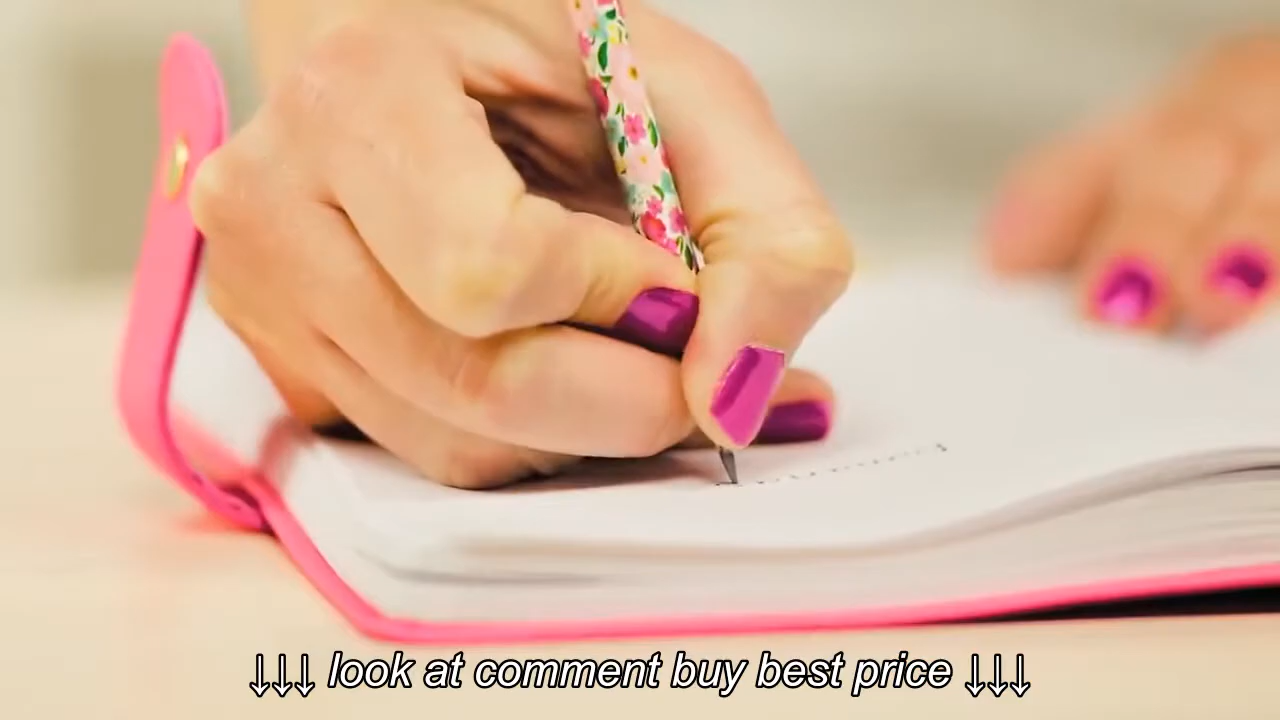 ↓↓↓ look at comment buy best price ↓↓↓